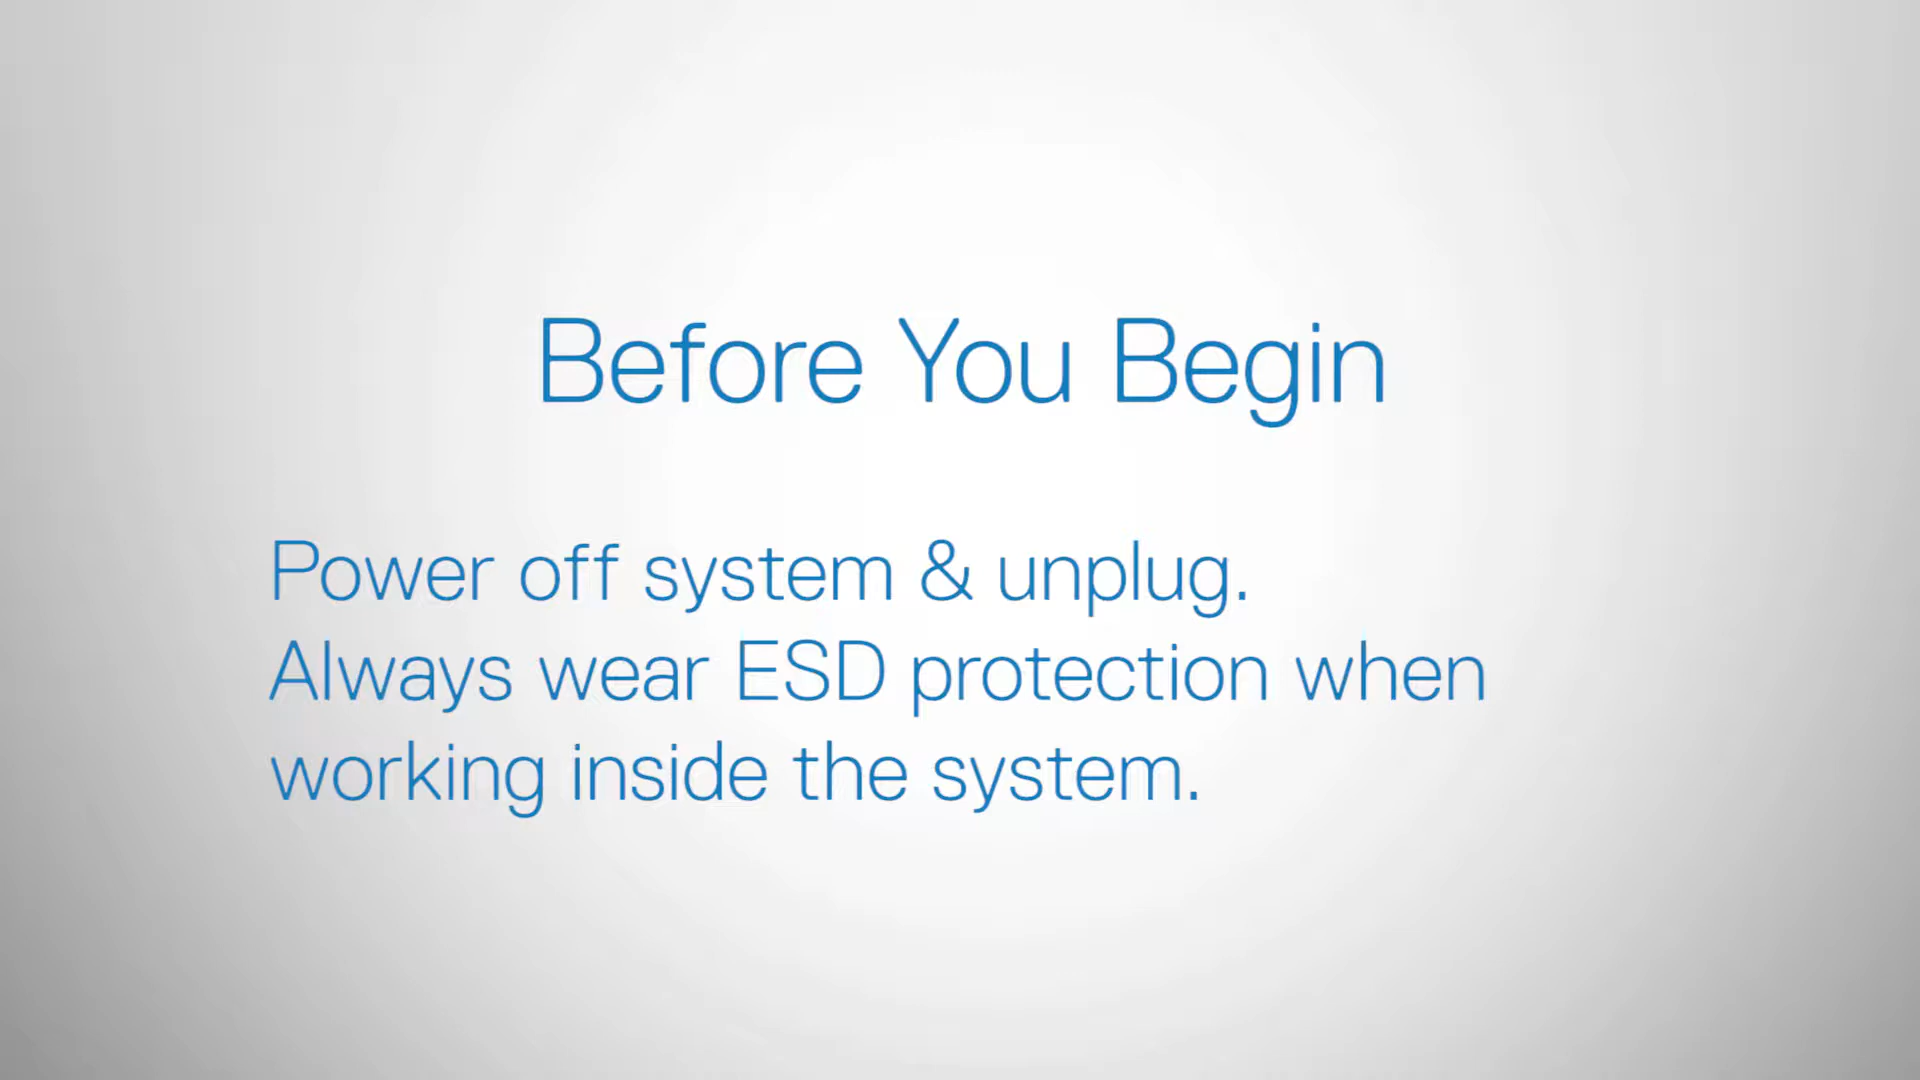 Before You Begin
Power off system & unplug.
Always wear ESD protection when
working inside the system.